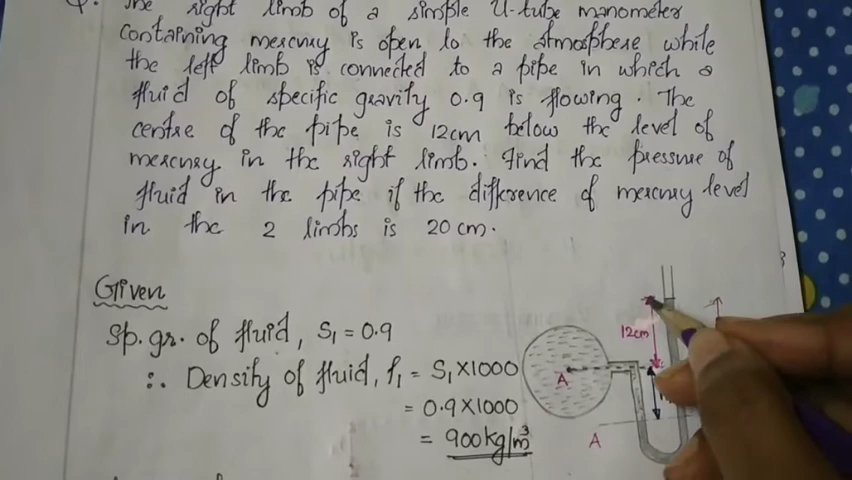 Q. The right limb of a simple U-tube manometer
containing mercury is open to the atmosphere while
the left limb is connected to a pipe in which a
fluid of specific gravity 0.9 is flowing. The
centre of the pipe is 12cm below the level of
mercury in the right limb. Find the pressure of
fluid in the pipe if the difference of mercury level
in the 2 limbs is 20 cm.
Given
Sp. gr. of fluid, S₁ = 0.9
∴ Density of fluid, ρ₁ = S₁ × 1000
= 0.9 × 1000
= 900 kg/m³
12cm
A
A